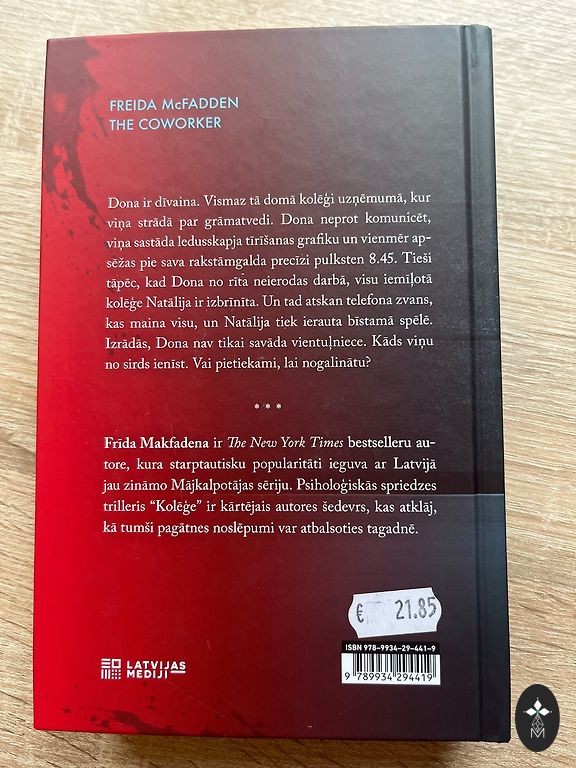 FREIDA McFADDEN
THE COWORKER
Dona ir dīvaina. Vismaz tā domā kolēģi uzņēmumā, kur
viņa strādā par grāmatvedi. Dona neprot komunicēt,
viņa sastāda ledusskapja tīrīšanas grafiku un vienmēr ap-
sēžas pie sava rakstāmgalda precīzi pulksten 8.45. Tieši
tāpēc, kad Dona no rīta neierodas darbā, visu iemīļotā
kolēģe Natālija ir izbrīnīta. Un tad atskan telefona zvans,
kas maina visu, un Natālija tiek ierauta bīstamā spēlē.
Izrādās, Dona nav tikai savāda vientuļniece. Kāds viņu
no sirds ienīst. Vai pietiekami, lai nogalinātu?
* * *
Frīda Makfadena ir The New York Times bestselleru au-
tore, kura starptautisku popularitāti ieguva ar Latvijā
jau zināmo Mājkalpotājas sēriju. Psiholoģiskās spriedzes
trilleris “Kolēģe” ir kārtējais autores šedevrs, kas atklāj,
kā tumši pagātnes noslēpumi var atbalsoties tagadnē.
€ 21.85
ISBN 978-9934-29-441-9
9 789934 294419
LATVIJAS
MEDIJI
M